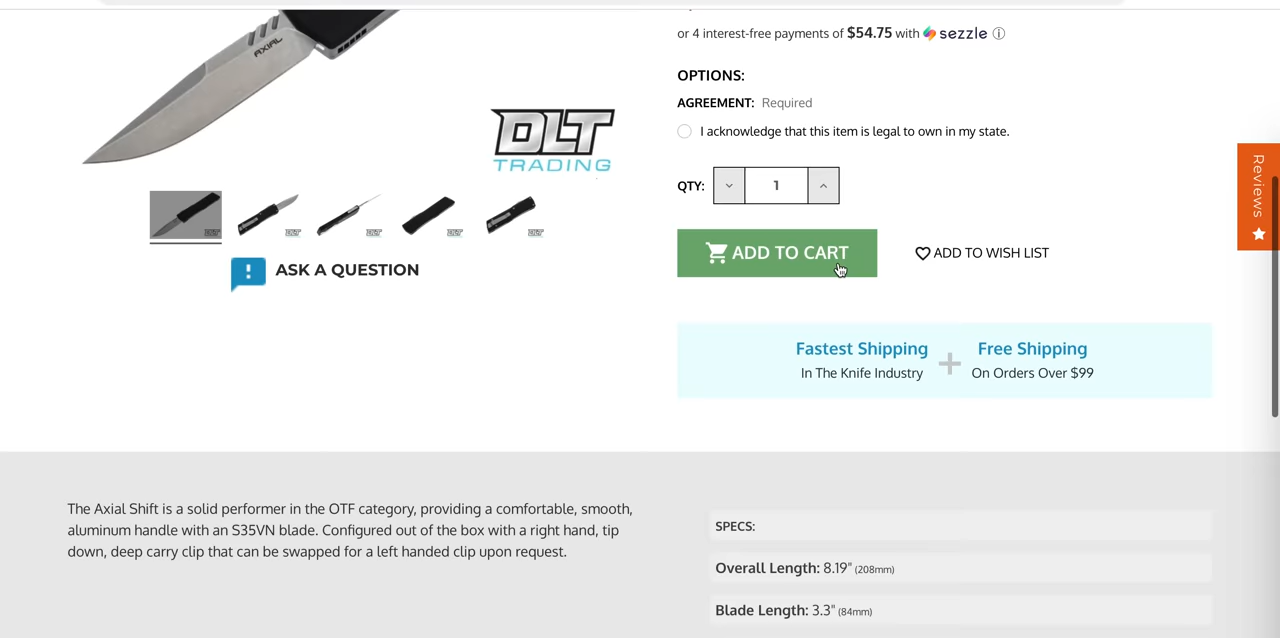 AXIAL
DLT
TRADING
ASK A QUESTION
or 4 interest-free payments of $54.75 with sezzle
OPTIONS:
AGREEMENT: Required
I acknowledge that this item is legal to own in my state.
QTY: 1
ADD TO CART
ADD TO WISH LIST
Fastest Shipping
In The Knife Industry
+
Free Shipping
On Orders Over $99
Reviews
The Axial Shift is a solid performer in the OTF category, providing a comfortable, smooth,
aluminum handle with an S35VN blade. Configured out of the box with a right hand, tip
down, deep carry clip that can be swapped for a left handed clip upon request.
SPECS:
Overall Length: 8.19" (208mm)
Blade Length: 3.3" (84mm)